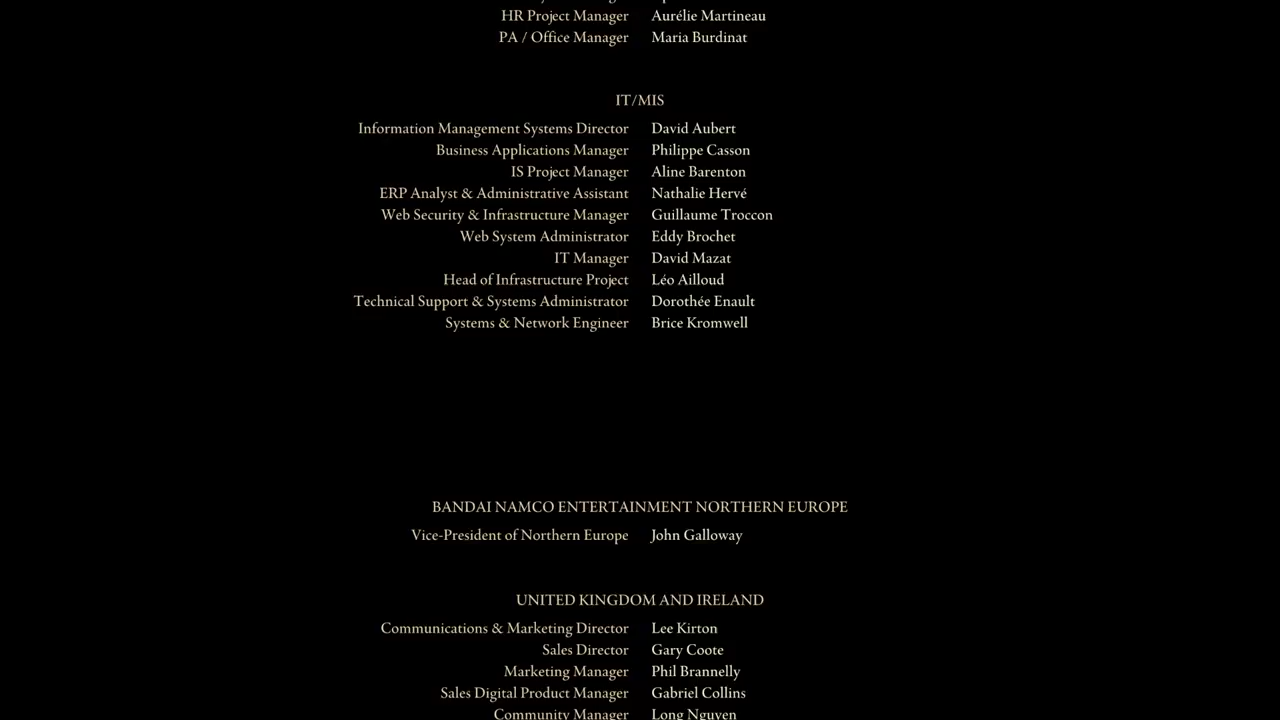 HR Project Manager Aurélie Martineau
PA / Office Manager Maria Burdinat
IT/MIS
Information Management Systems Director David Aubert
Business Applications Manager Philippe Casson
IS Project Manager Aline Barenton
ERP Analyst & Administrative Assistant Nathalie Hervé
Web Security & Infrastructure Manager Guillaume Troccon
Web System Administrator Eddy Brochet
IT Manager David Mazat
Head of Infrastructure Project Léo Ailloud
Technical Support & Systems Administrator Dorothée Enault
Systems & Network Engineer Brice Kromwell
BANDAI NAMCO ENTERTAINMENT NORTHERN EUROPE
Vice-President of Northern Europe John Galloway
UNITED KINGDOM AND IRELAND
Communications & Marketing Director Lee Kirton
Sales Director Gary Coote
Marketing Manager Phil Brannelly
Sales Digital Product Manager Gabriel Collins
Community Manager Long Nguyen